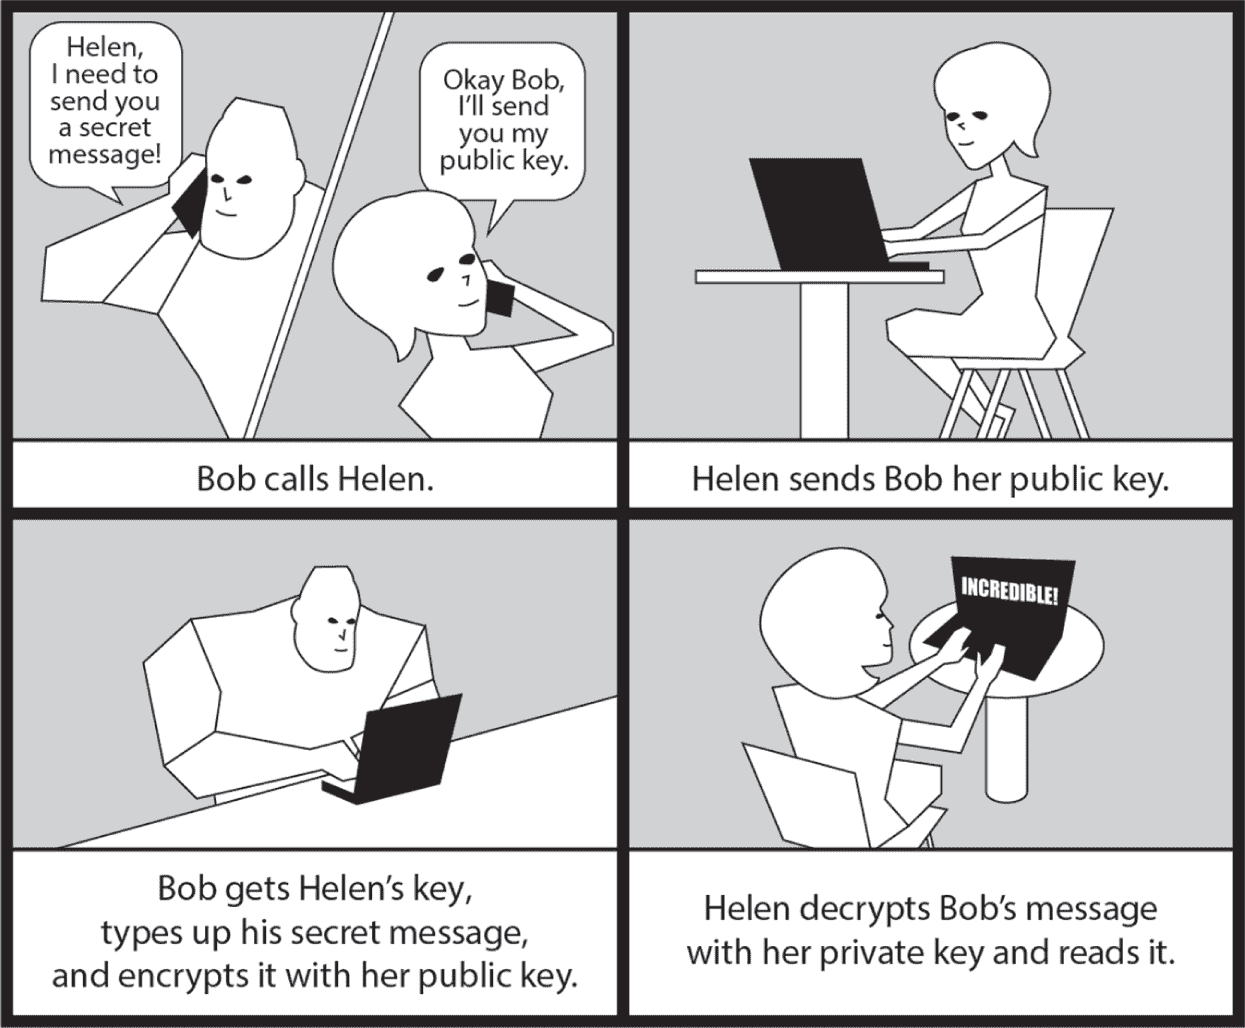 Helen,
I need to
send you
a secret
message!
Okay Bob,
I'll send
you my
public key.
Bob calls Helen.
Helen sends Bob her public key.
Bob gets Helen's key,
types up his secret message,
and encrypts it with her public key.
INCREDIBLE!
Helen decrypts Bob's message
with her private key and reads it.